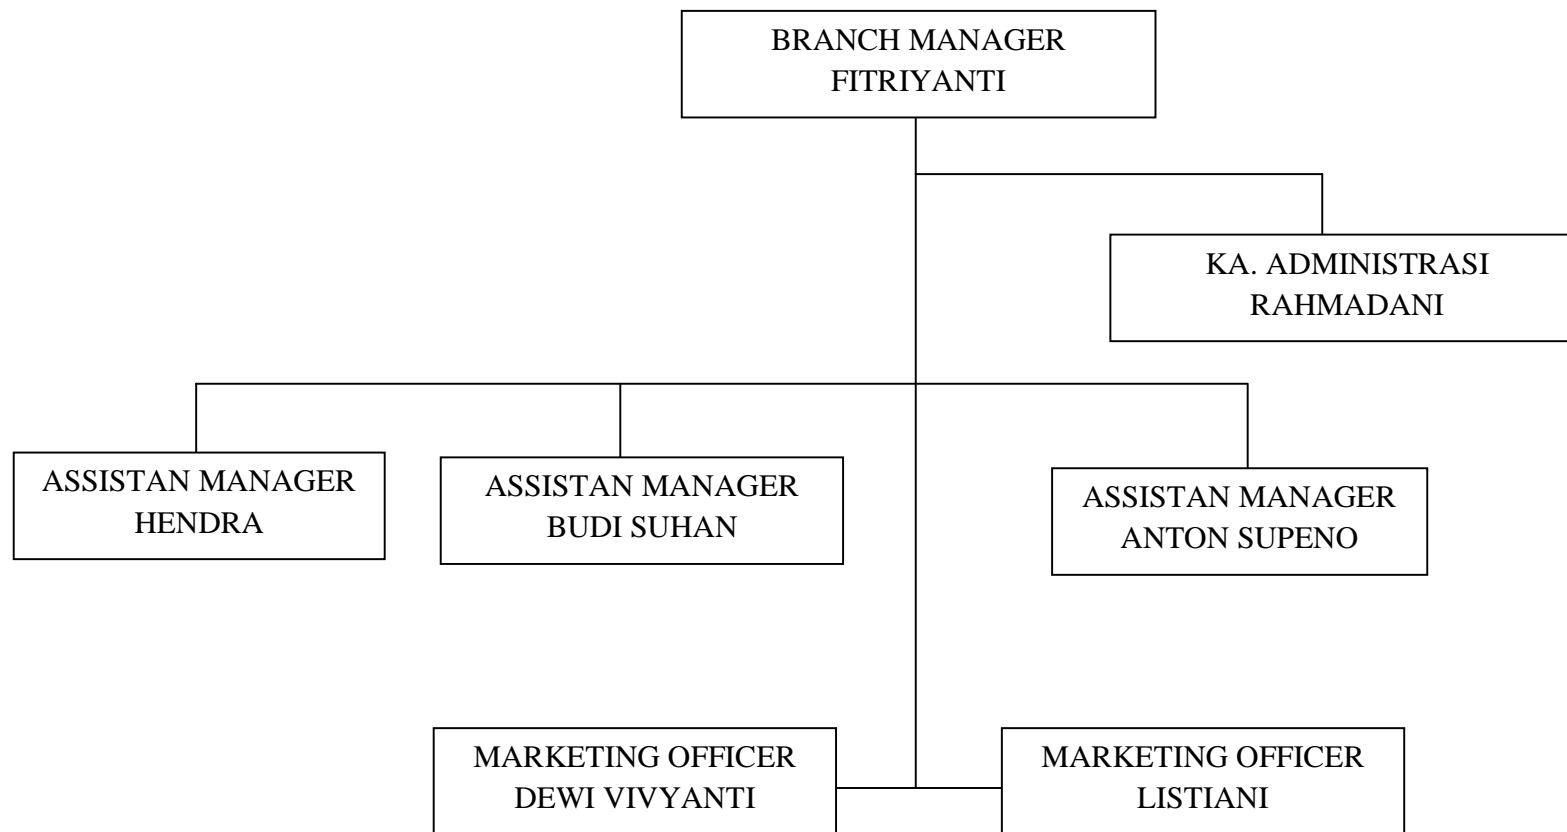 BRANCH MANAGER
FITRIYANTI
KA. ADMINISTRASI
RAHMADANI
ASSISTAN MANAGER
HENDRA
ASSISTAN MANAGER
BUDI SUHAN
ASSISTAN MANAGER
ANTON SUPENO
MARKETING OFFICER
DEWI VIVYANTI
MARKETING OFFICER
LISTIANI